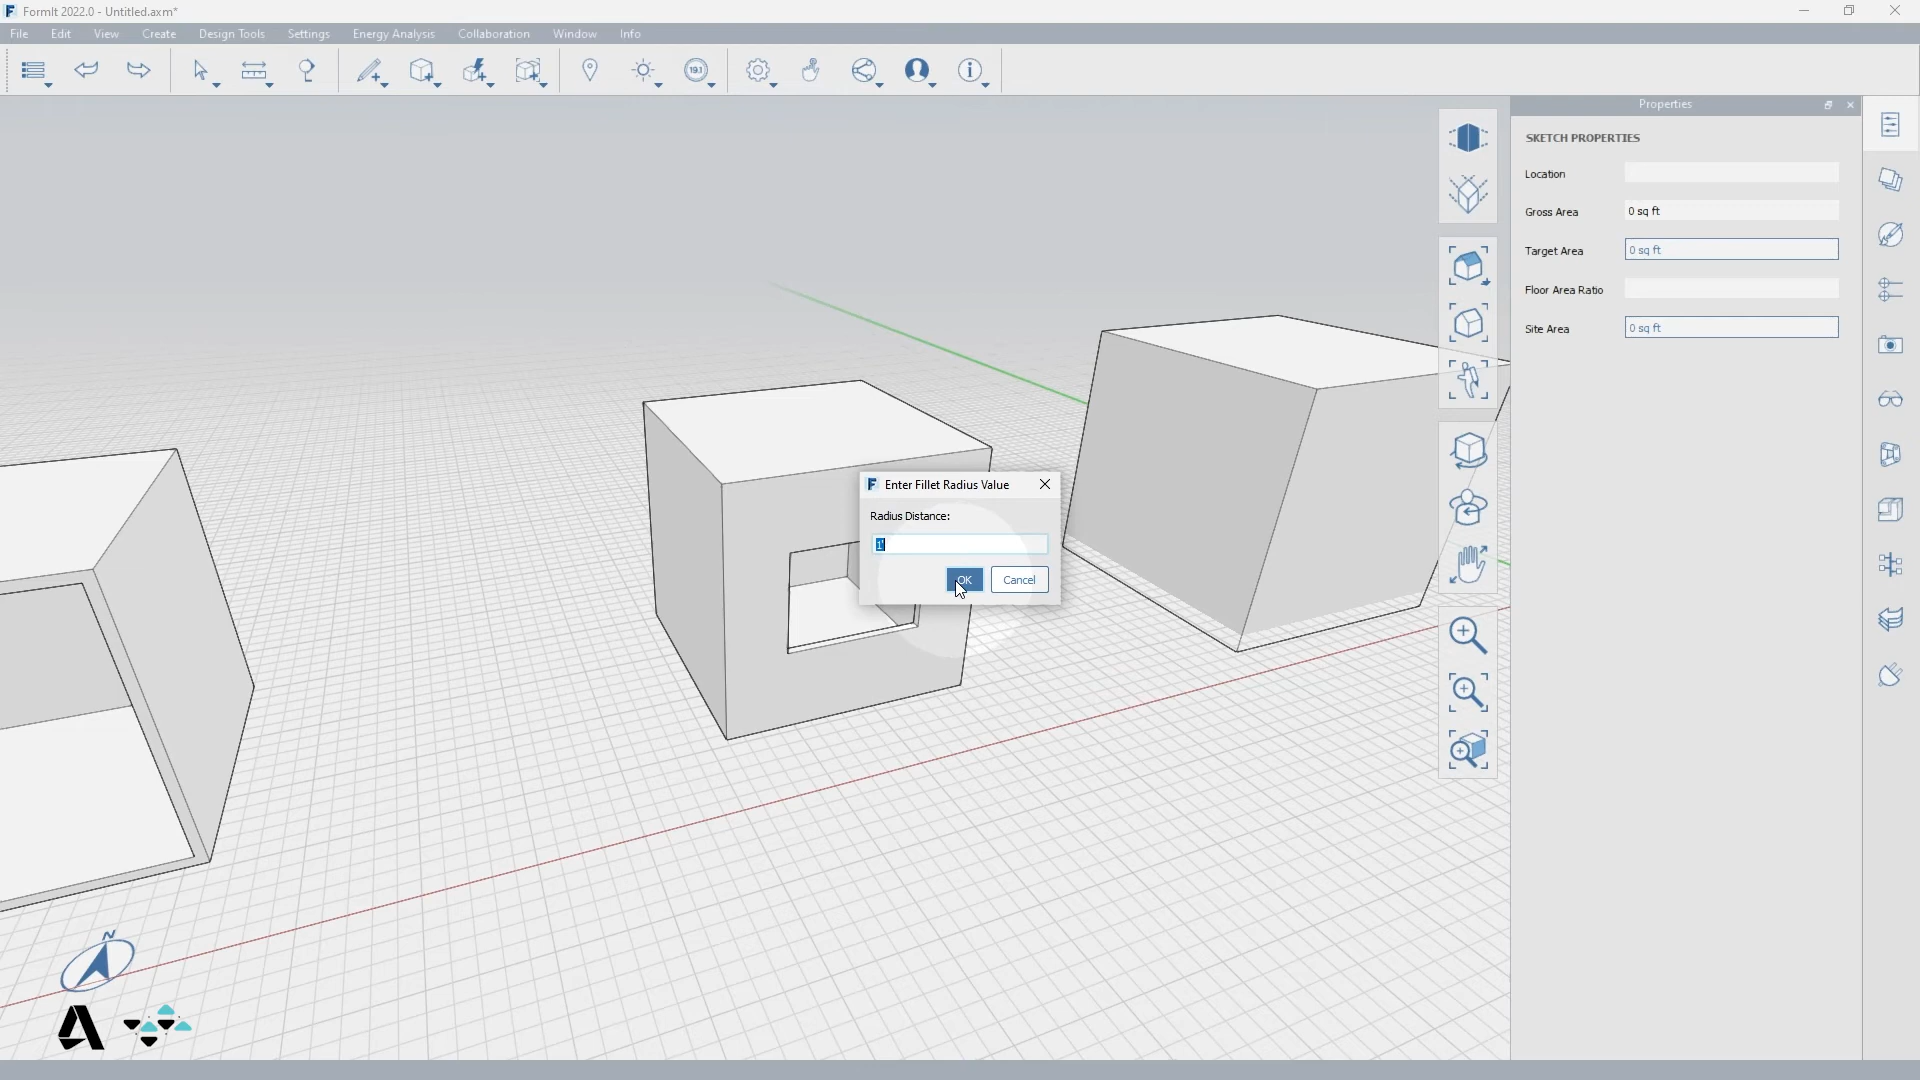 FormIt 2022.0 - Untitled.axm*
File Edit View Create Design Tools Settings Energy Analysis Collaboration Window Info
19.1
Properties
SKETCH PROPERTIES
Location
Gross Area 0 sq ft
Target Area 0 sq ft
Floor Area Ratio
Site Area 0 sq ft
Enter Fillet Radius Value
Radius Distance:
1'
OK Cancel
N